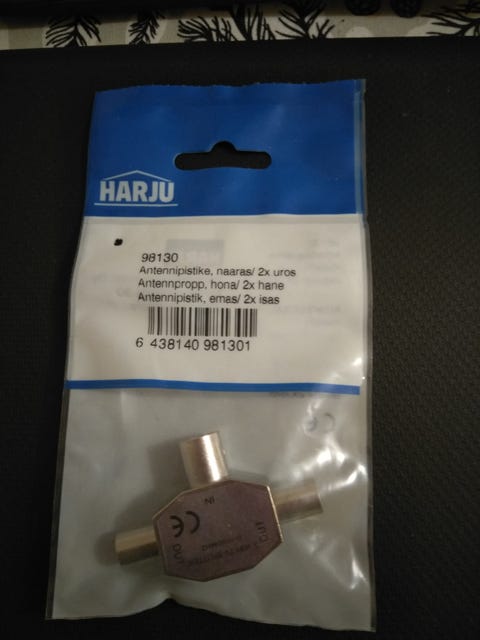 HARJU
98130
Antennipistike, naaras/ 2x uros
Antennpropp, hona/ 2x hane
Antennipistik, emas/ 2x isas
6 438140 981301
IN
CE
OUT
OUT
SPLITTER